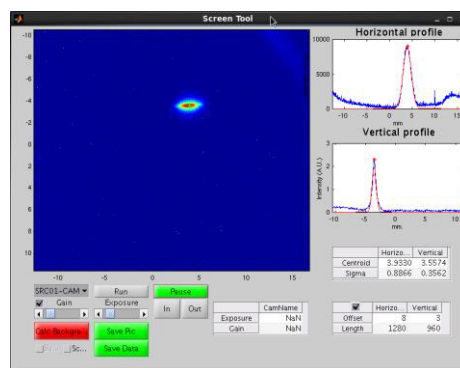 Screen Tool
Horizontal profile
10000
5000
0
-10 -5 0 5 10 15
mm
Vertical profile
Intensity (A.U.)
3
2
1
0
-10 -5 0 5 10
mm
-10
-8
-6
-4
-2
0
2
4
6
8
10
-10 -5 0 5 10 15
Horizo... Vertical
Centroid 3.9330 3.5574
Sigma 0.8866 0.3562
SRC01-CAM Run Pause
Gain Exposure In Out
CamName
Exposure NaN
Gain NaN
Horizo... Vertical
Offset 8 3
Length 1280 960
Save Pic
Sc... Save Data